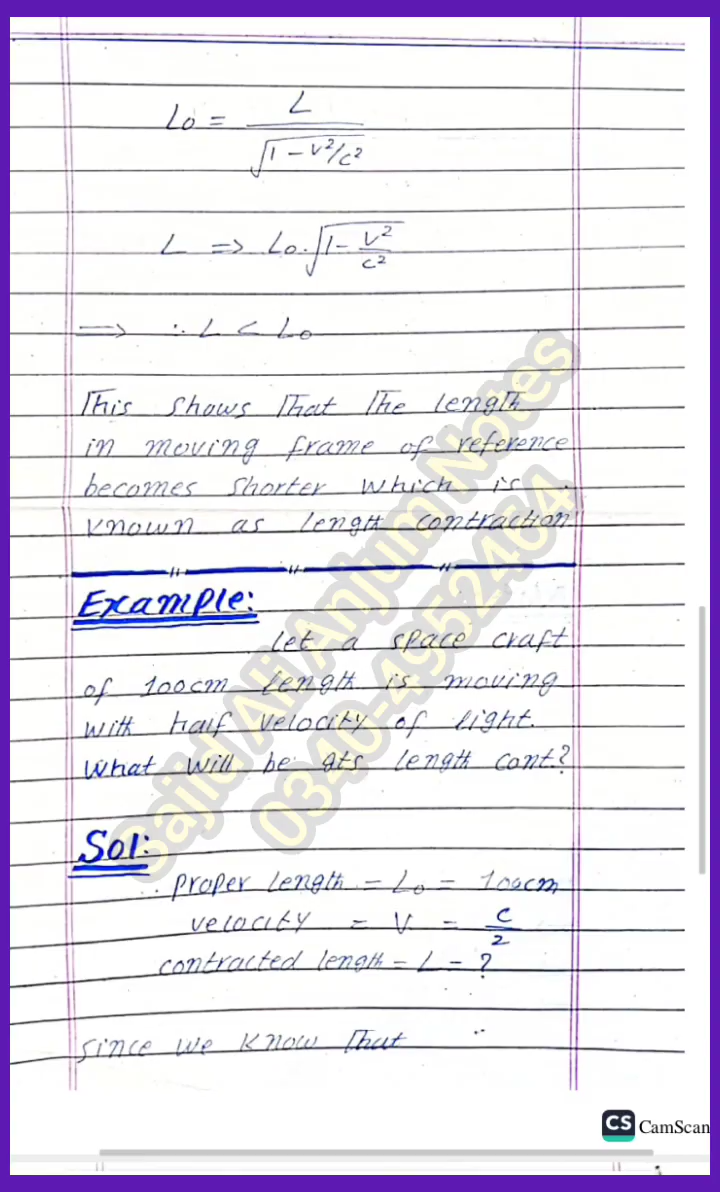 L₀ = L / √(1 - v²/c²)
L => L₀.√(1 - v²/c²)
=> ∴ L < L₀
This shows That The length
in moving frame of reference
becomes shorter which is
known as length contraction
Example:
Let a space craft
of 100cm length is moving
with half velocity of light.
What will be its length cont?
Sol:
∴ Proper length = L₀ = 100cm
velocity = V = c/2
contracted length = L = ?
Since we know That
Sajid Ali Anjum Notes
0340-4952464
CS CamScan